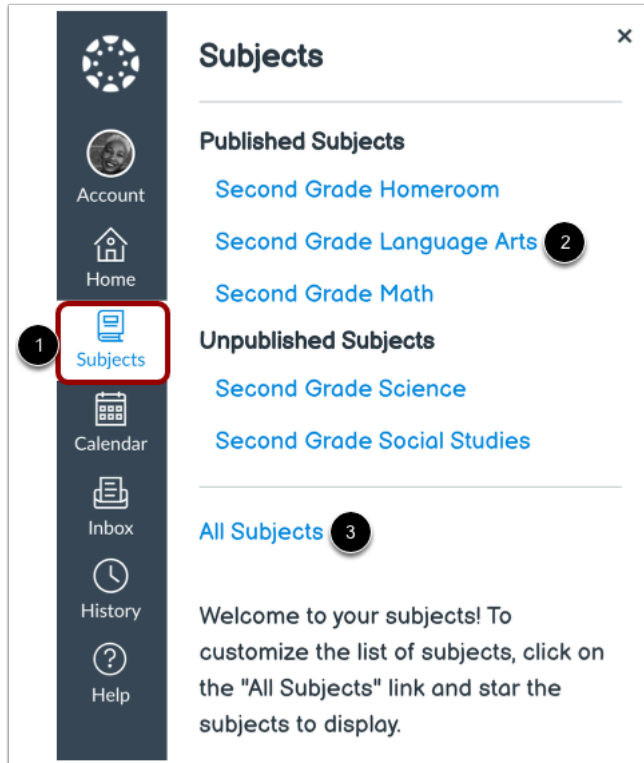 Subjects
×
Published Subjects
Second Grade Homeroom
Second Grade Language Arts 2
Second Grade Math
Unpublished Subjects
Second Grade Science
Second Grade Social Studies
All Subjects 3
Welcome to your subjects! To
customize the list of subjects, click on
the "All Subjects" link and star the
subjects to display.
Account
Home
1 Subjects
Calendar
Inbox
History
Help